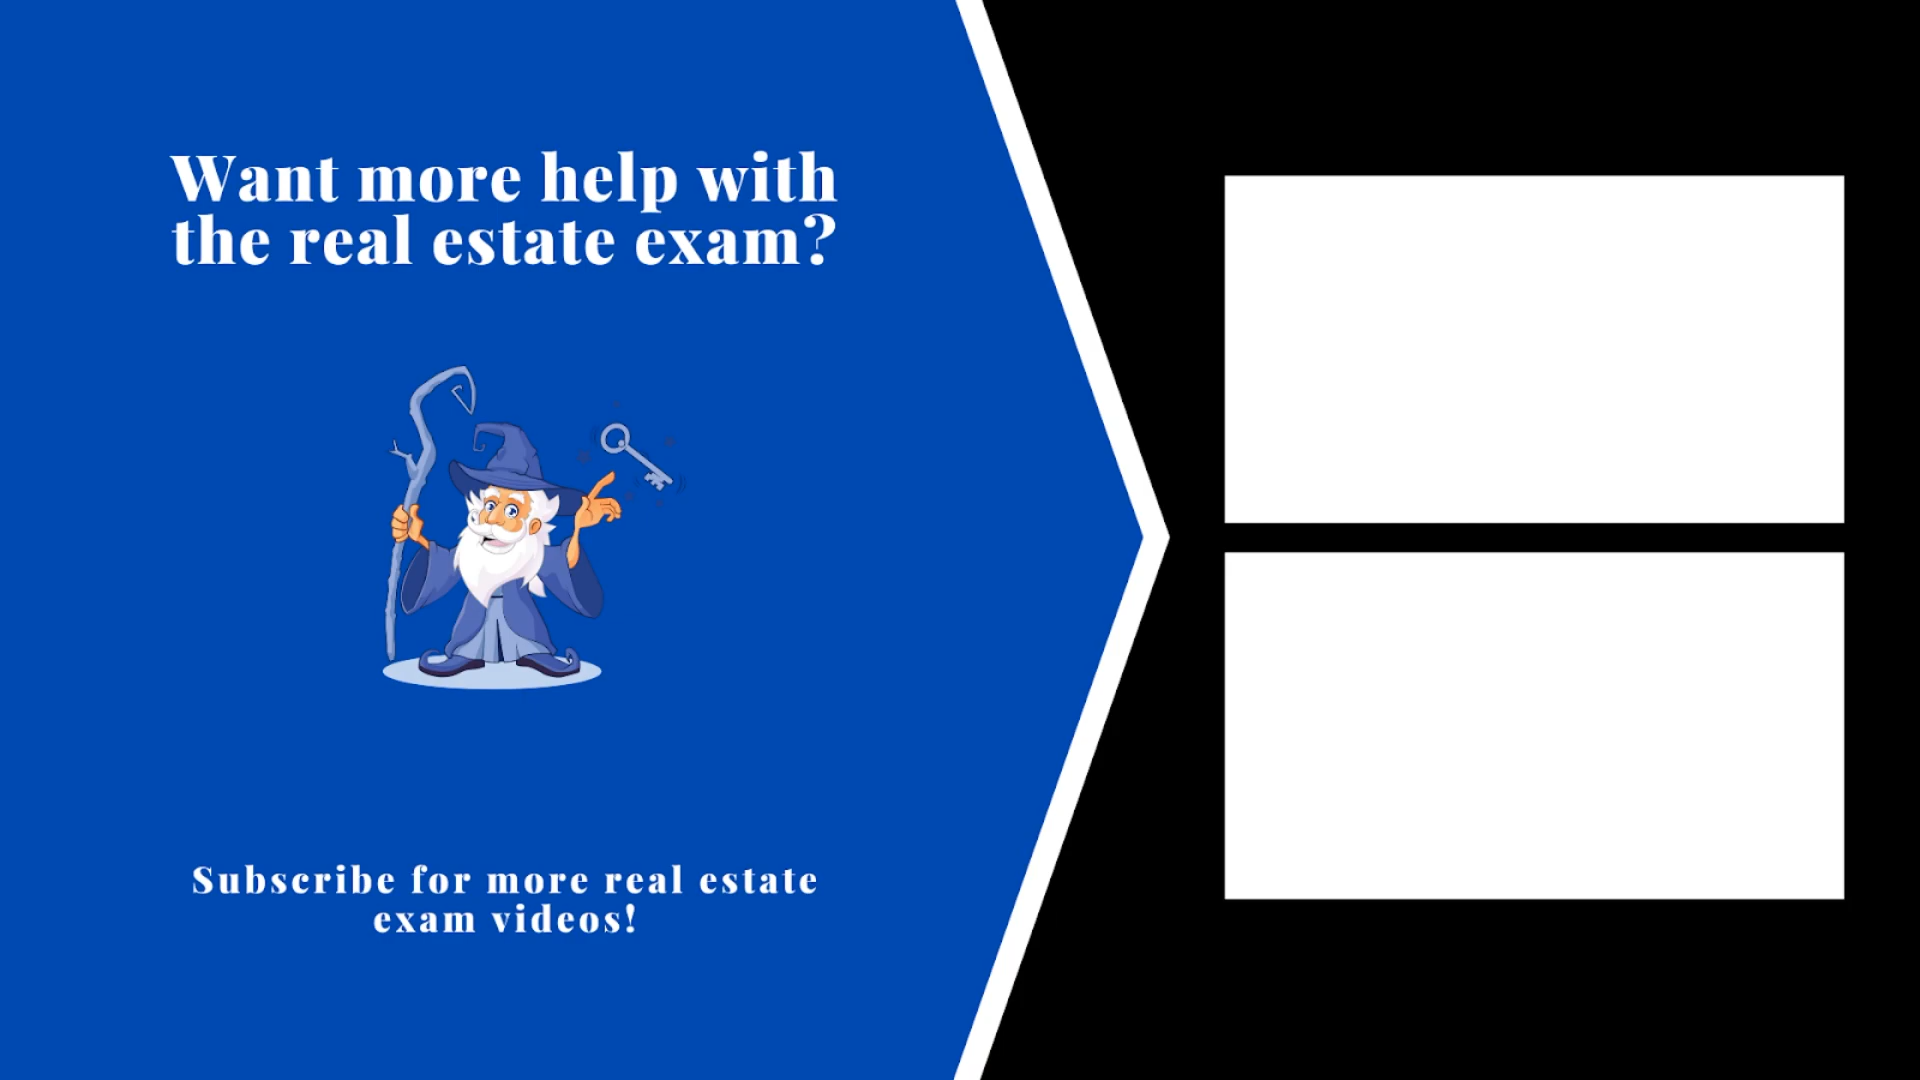 Want more help with
the real estate exam?
Subscribe for more real estate
exam videos!